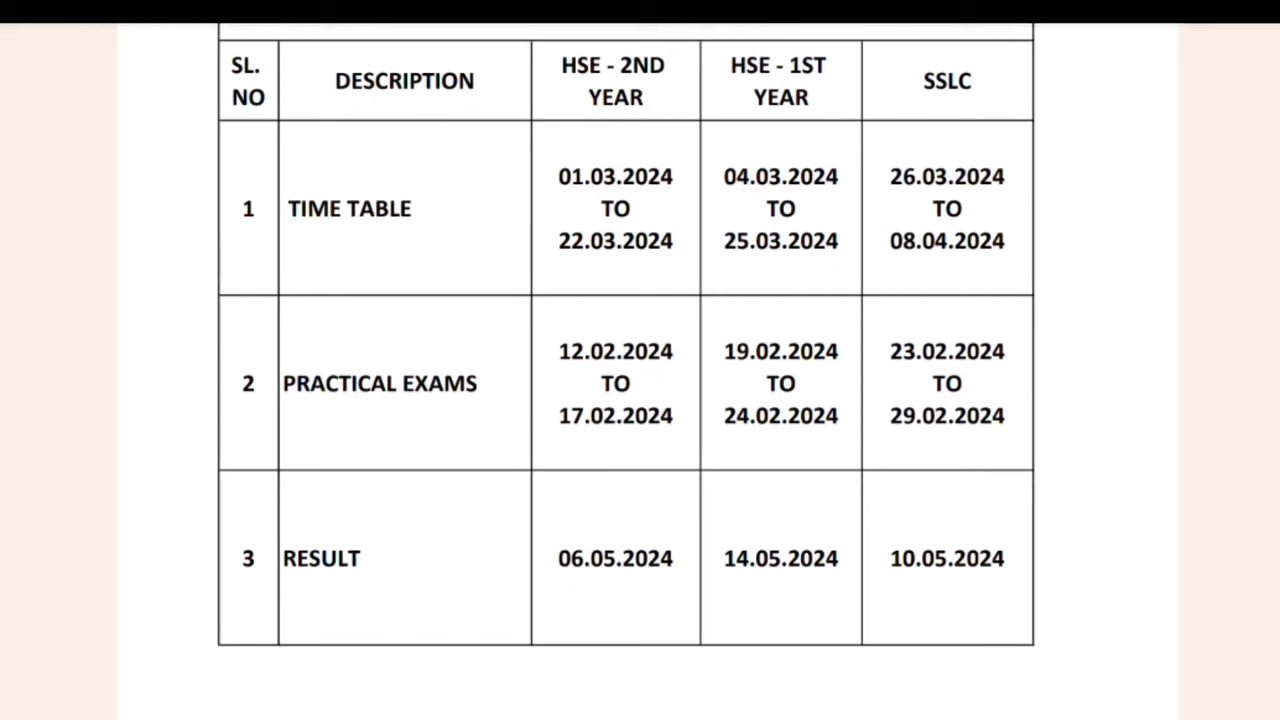 SL. NO DESCRIPTION HSE - 2ND YEAR HSE - 1ST YEAR SSLC
1 TIME TABLE 01.03.2024 TO 22.03.2024 04.03.2024 TO 25.03.2024 26.03.2024 TO 08.04.2024
2 PRACTICAL EXAMS 12.02.2024 TO 17.02.2024 19.02.2024 TO 24.02.2024 23.02.2024 TO 29.02.2024
3 RESULT 06.05.2024 14.05.2024 10.05.2024